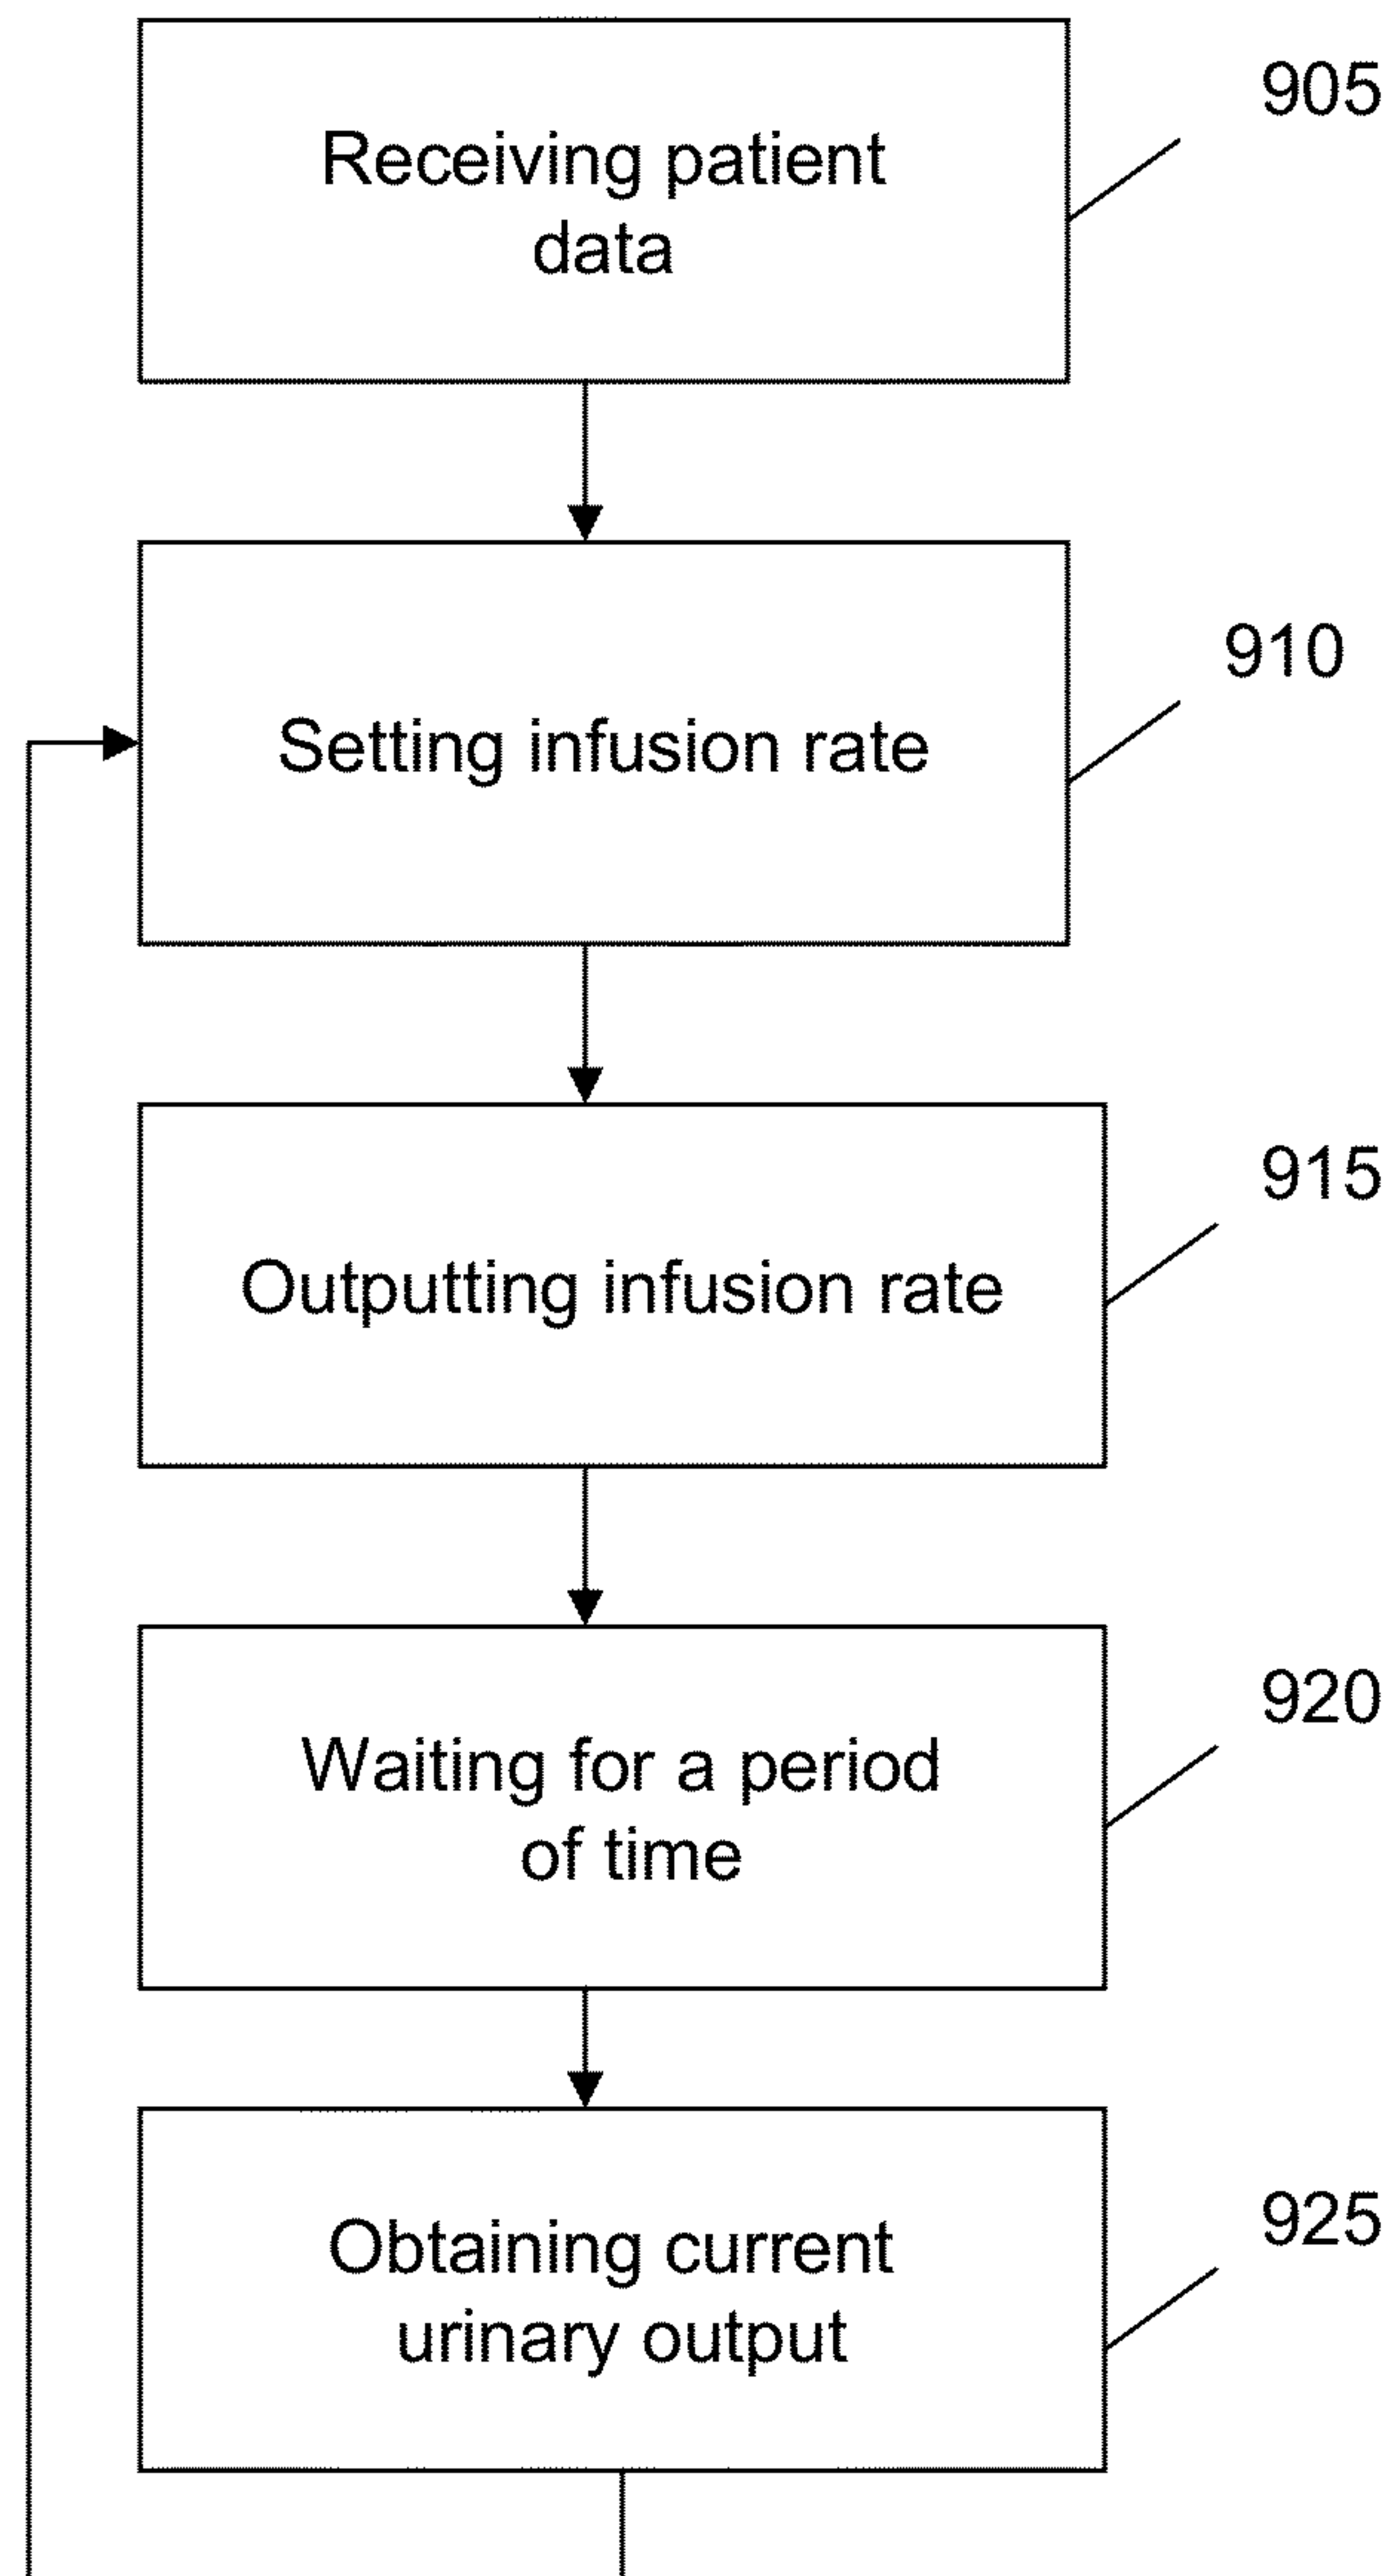 Receiving patient
data
905
Setting infusion rate
910
Outputting infusion rate
915
Waiting for a period
of time
920
Obtaining current
urinary output
925